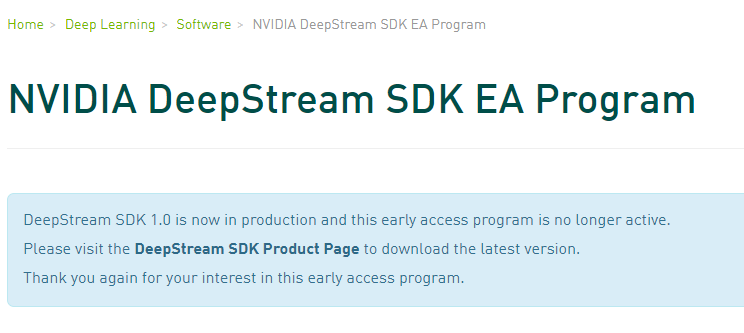 Home > Deep Learning > Software > NVIDIA DeepStream SDK EA Program
NVIDIA DeepStream SDK EA Program
DeepStream SDK 1.0 is now in production and this early access program is no longer active.
Please visit the DeepStream SDK Product Page to download the latest version.
Thank you again for your interest in this early access program.